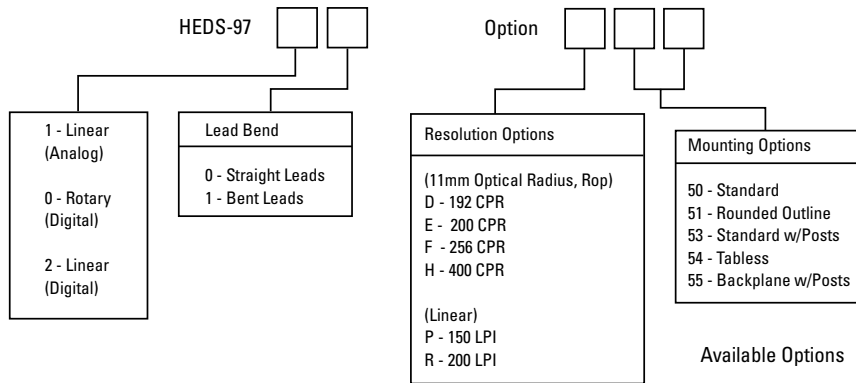 HEDS-97
Option
1 - Linear
(Analog)
0 - Rotary
(Digital)
2 - Linear
(Digital)
Lead Bend
0 - Straight Leads
1 - Bent Leads
Resolution Options
(11mm Optical Radius, Rop)
D - 192 CPR
E - 200 CPR
F - 256 CPR
H - 400 CPR
(Linear)
P - 150 LPI
R - 200 LPI
Mounting Options
50 - Standard
51 - Rounded Outline
53 - Standard w/Posts
54 - Tabless
55 - Backplane w/Posts
Available Options